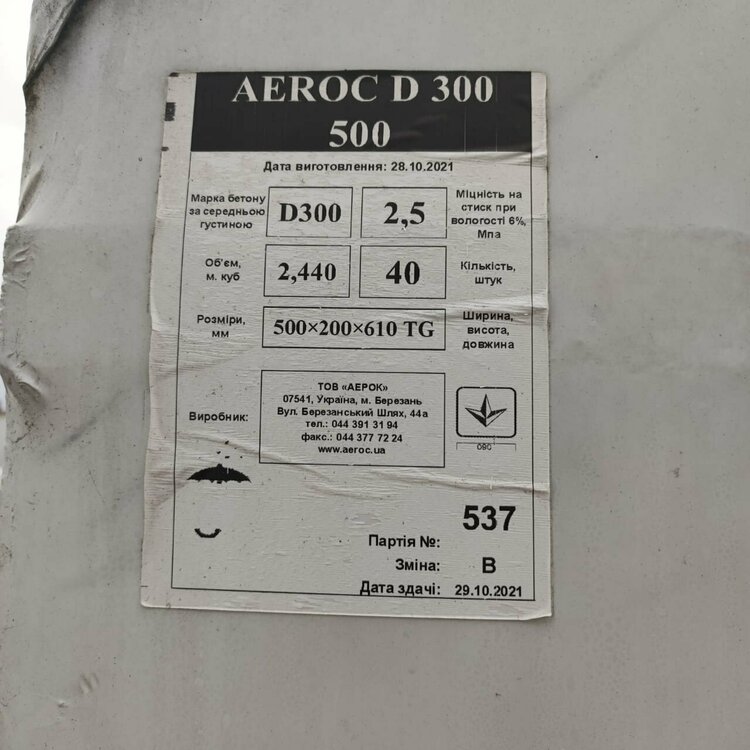 AEROC D 300
500
Дата виготовлення: 28.10.2021
Марка бетону за середньою густиною D300 2,5 Міцність на стиск при вологості 6%, Мпа
Об'єм, м. куб 2,440 40 Кількість, штук
Розміри, мм 500×200×610 TG Ширина, висота, довжина
Виробник:
ТОВ «АЕРОК»
07541, Україна, м. Березань
Вул. Березанський Шлях, 44а
тел.: 044 391 31 94
факс.: 044 377 72 24
www.aeroc.ua
ОВС
Партія №: 537
Зміна: В
Дата здачі: 29.10.2021